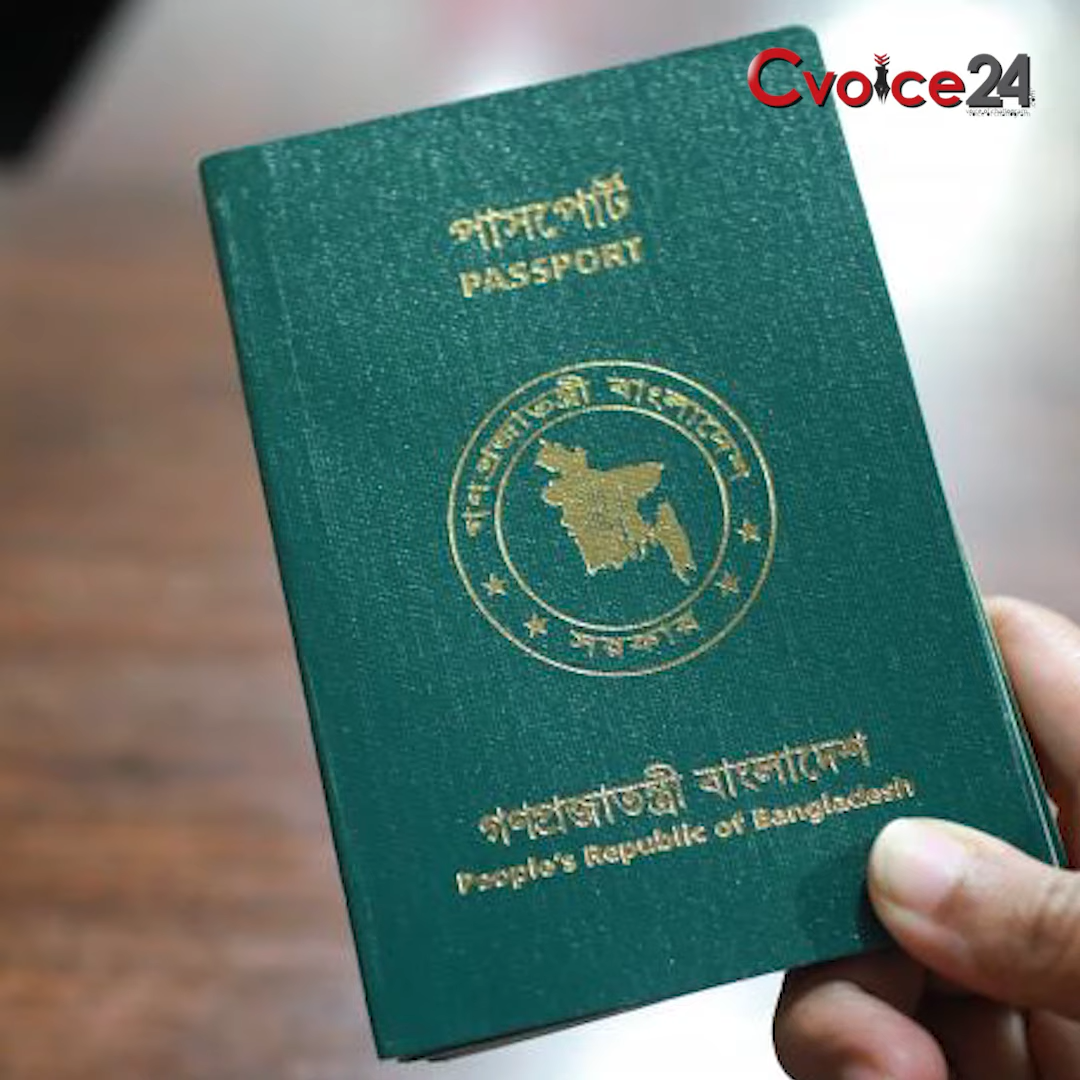 Cvoice24
পাসপোর্ট
PASSPORT
গণপ্রজাতন্ত্রী বাংলাদেশ
সরকার
গণপ্রজাতন্ত্রী বাংলাদেশ
People's Republic of Bangladesh